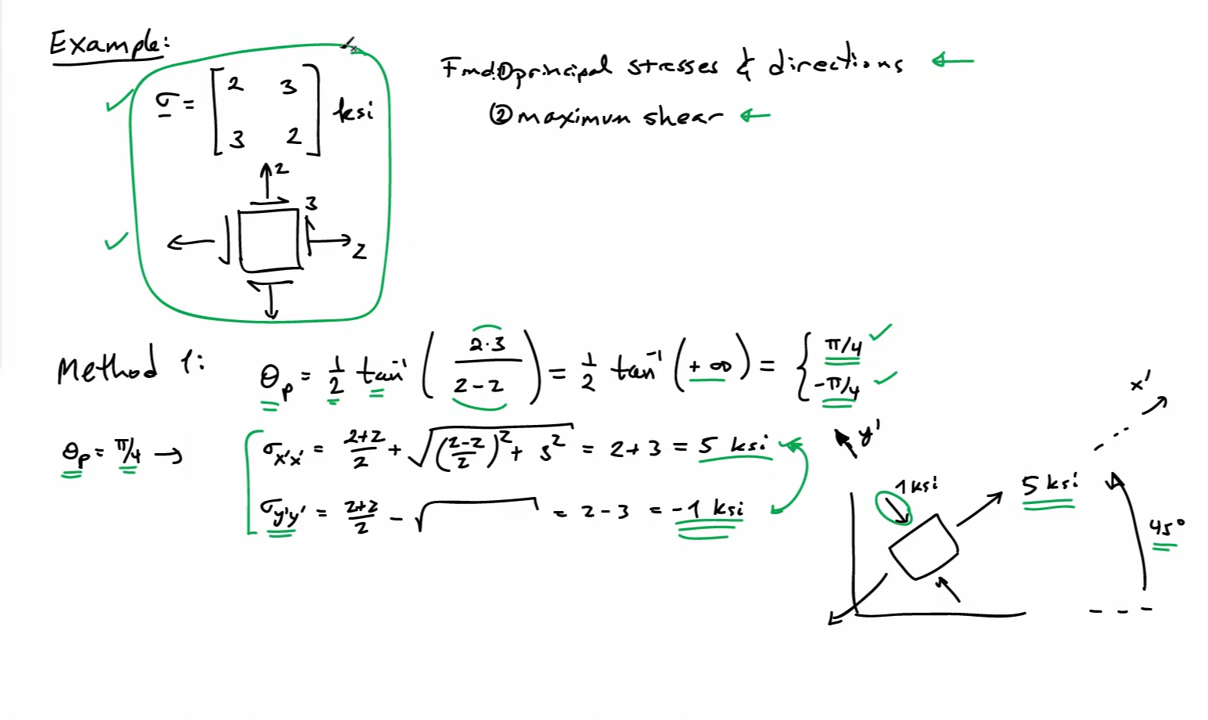 Example:
Find: ① principal stresses & directions ←
② maximum shear ←
✓ σ = [2 3
3 2] ksi
2
3
✓ 2
Method 1: θp = 1/2 tan⁻¹ (2·3 / 2-2) = 1/2 tan⁻¹ (+∞) = { π/4 ✓
-π/4 ✓
θp = π/4 → σx'x' = 2+2/2 + √((2-2/2)² + 3²) = 2+3 = 5 ksi
σy'y' = 2+2/2 - √ = 2-3 = -1 ksi
x'
y'
1 ksi
5 ksi
45°